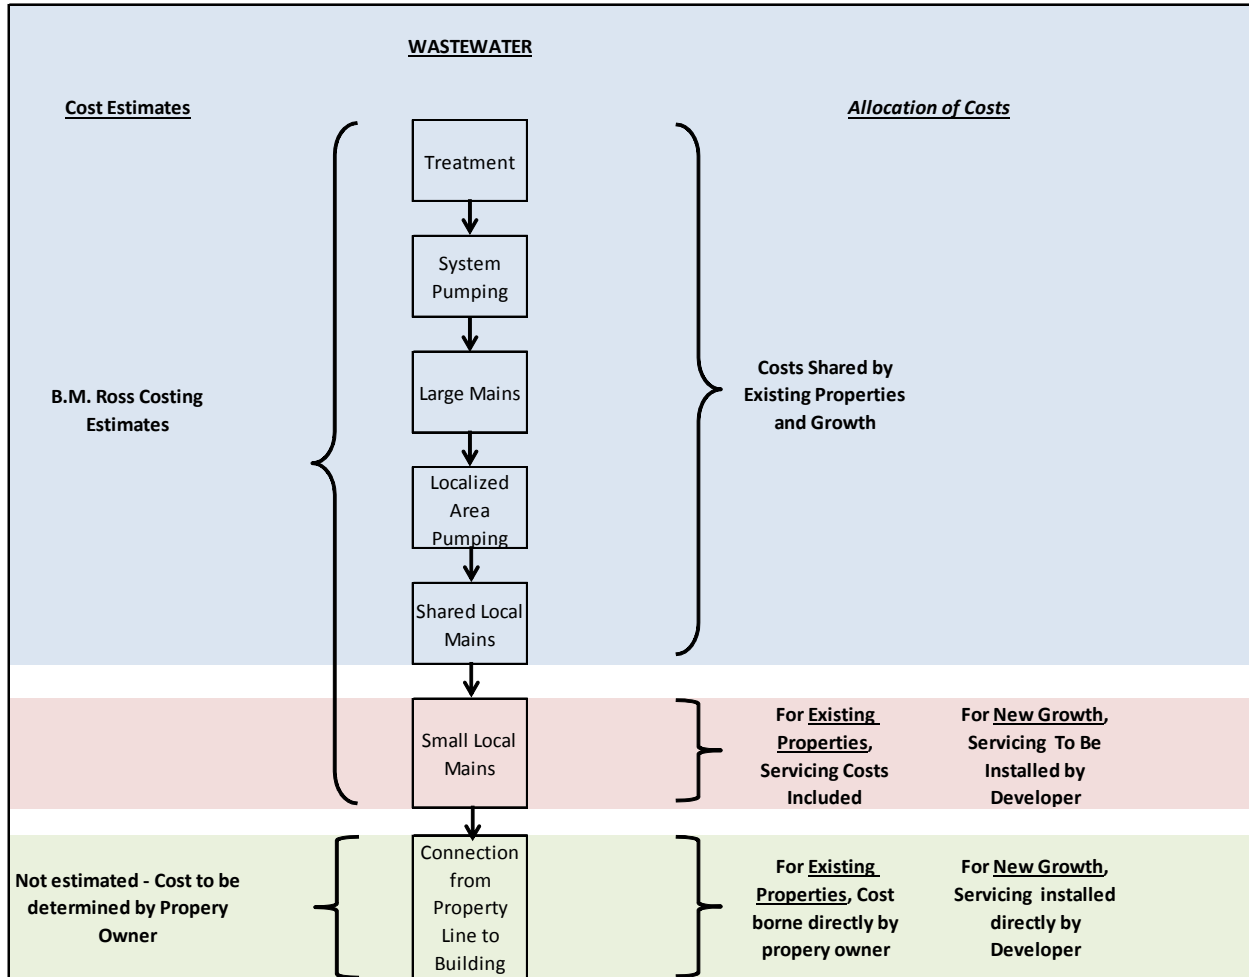 WASTEWATER
Cost Estimates
Allocation of Costs
Treatment
System
Pumping
Large Mains
Localized
Area
Pumping
Shared Local
Mains
B.M. Ross Costing
Estimates
Costs Shared by
Existing Properties
and Growth
Small Local
Mains
For Existing
Properties,
Servicing Costs
Included
For New Growth,
Servicing To Be
Installed by
Developer
Not estimated - Cost to be
determined by Propery
Owner
Connection
from
Property
Line to
Building
For Existing
Properties, Cost
borne directly by
propery owner
For New Growth,
Servicing installed
directly by
Developer